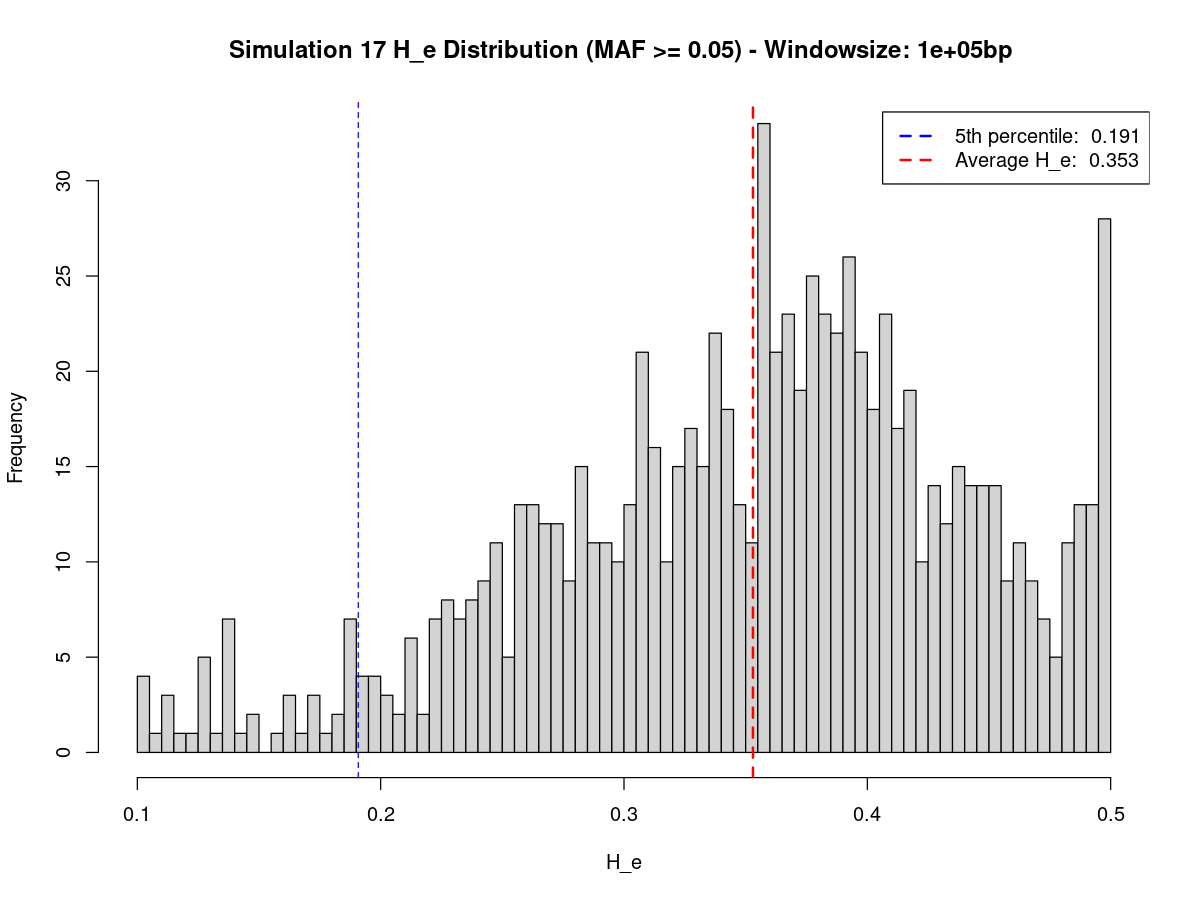 Simulation 17 H_e Distribution (MAF >= 0.05) - Windowsize: 1e+05bp
5th percentile: 0.191
Average H_e: 0.353
Frequency
30
25
20
15
10
5
0
0.1 0.2 0.3 0.4 0.5
H_e